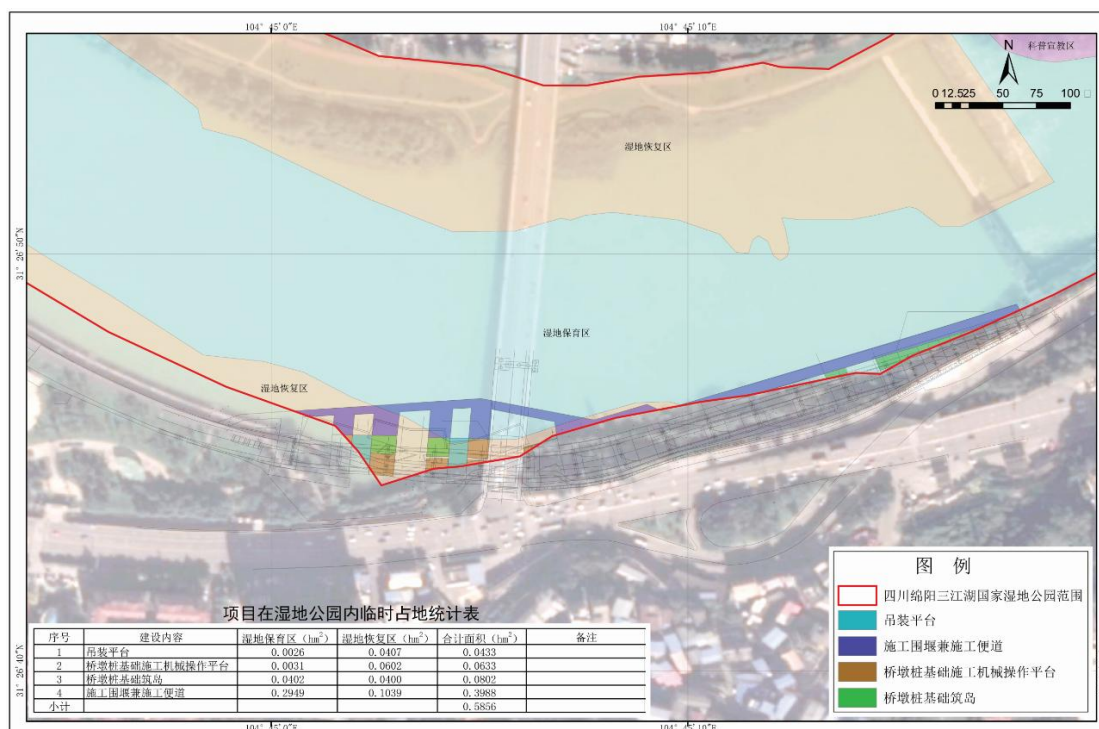 104° 45′ 0″E
104° 45′ 10″E
N
科普宣教区
0 12.525 50 75 100
湿地恢复区
31° 26′ 50″N
湿地保育区
湿地恢复区
图 例
四川绵阳三江湖国家湿地公园范围
吊装平台
施工围堰兼施工便道
桥墩桩基础施工机械操作平台
桥墩桩基础筑岛
项目在湿地公园内临时占地统计表
序号 建设内容 湿地保育区（hm²） 湿地恢复区（hm²） 合计面积（hm²） 备注
1 吊装平台 0.0026 0.0407 0.0433
2 桥墩桩基础施工机械操作平台 0.0031 0.0602 0.0633
3 桥墩桩基础筑岛 0.0402 0.0400 0.0802
4 施工围堰兼施工便道 0.2949 0.1039 0.3988
小计 0.5856
31° 26′ 40″N
104° 45′ 0″E
104° 45′ 10″E